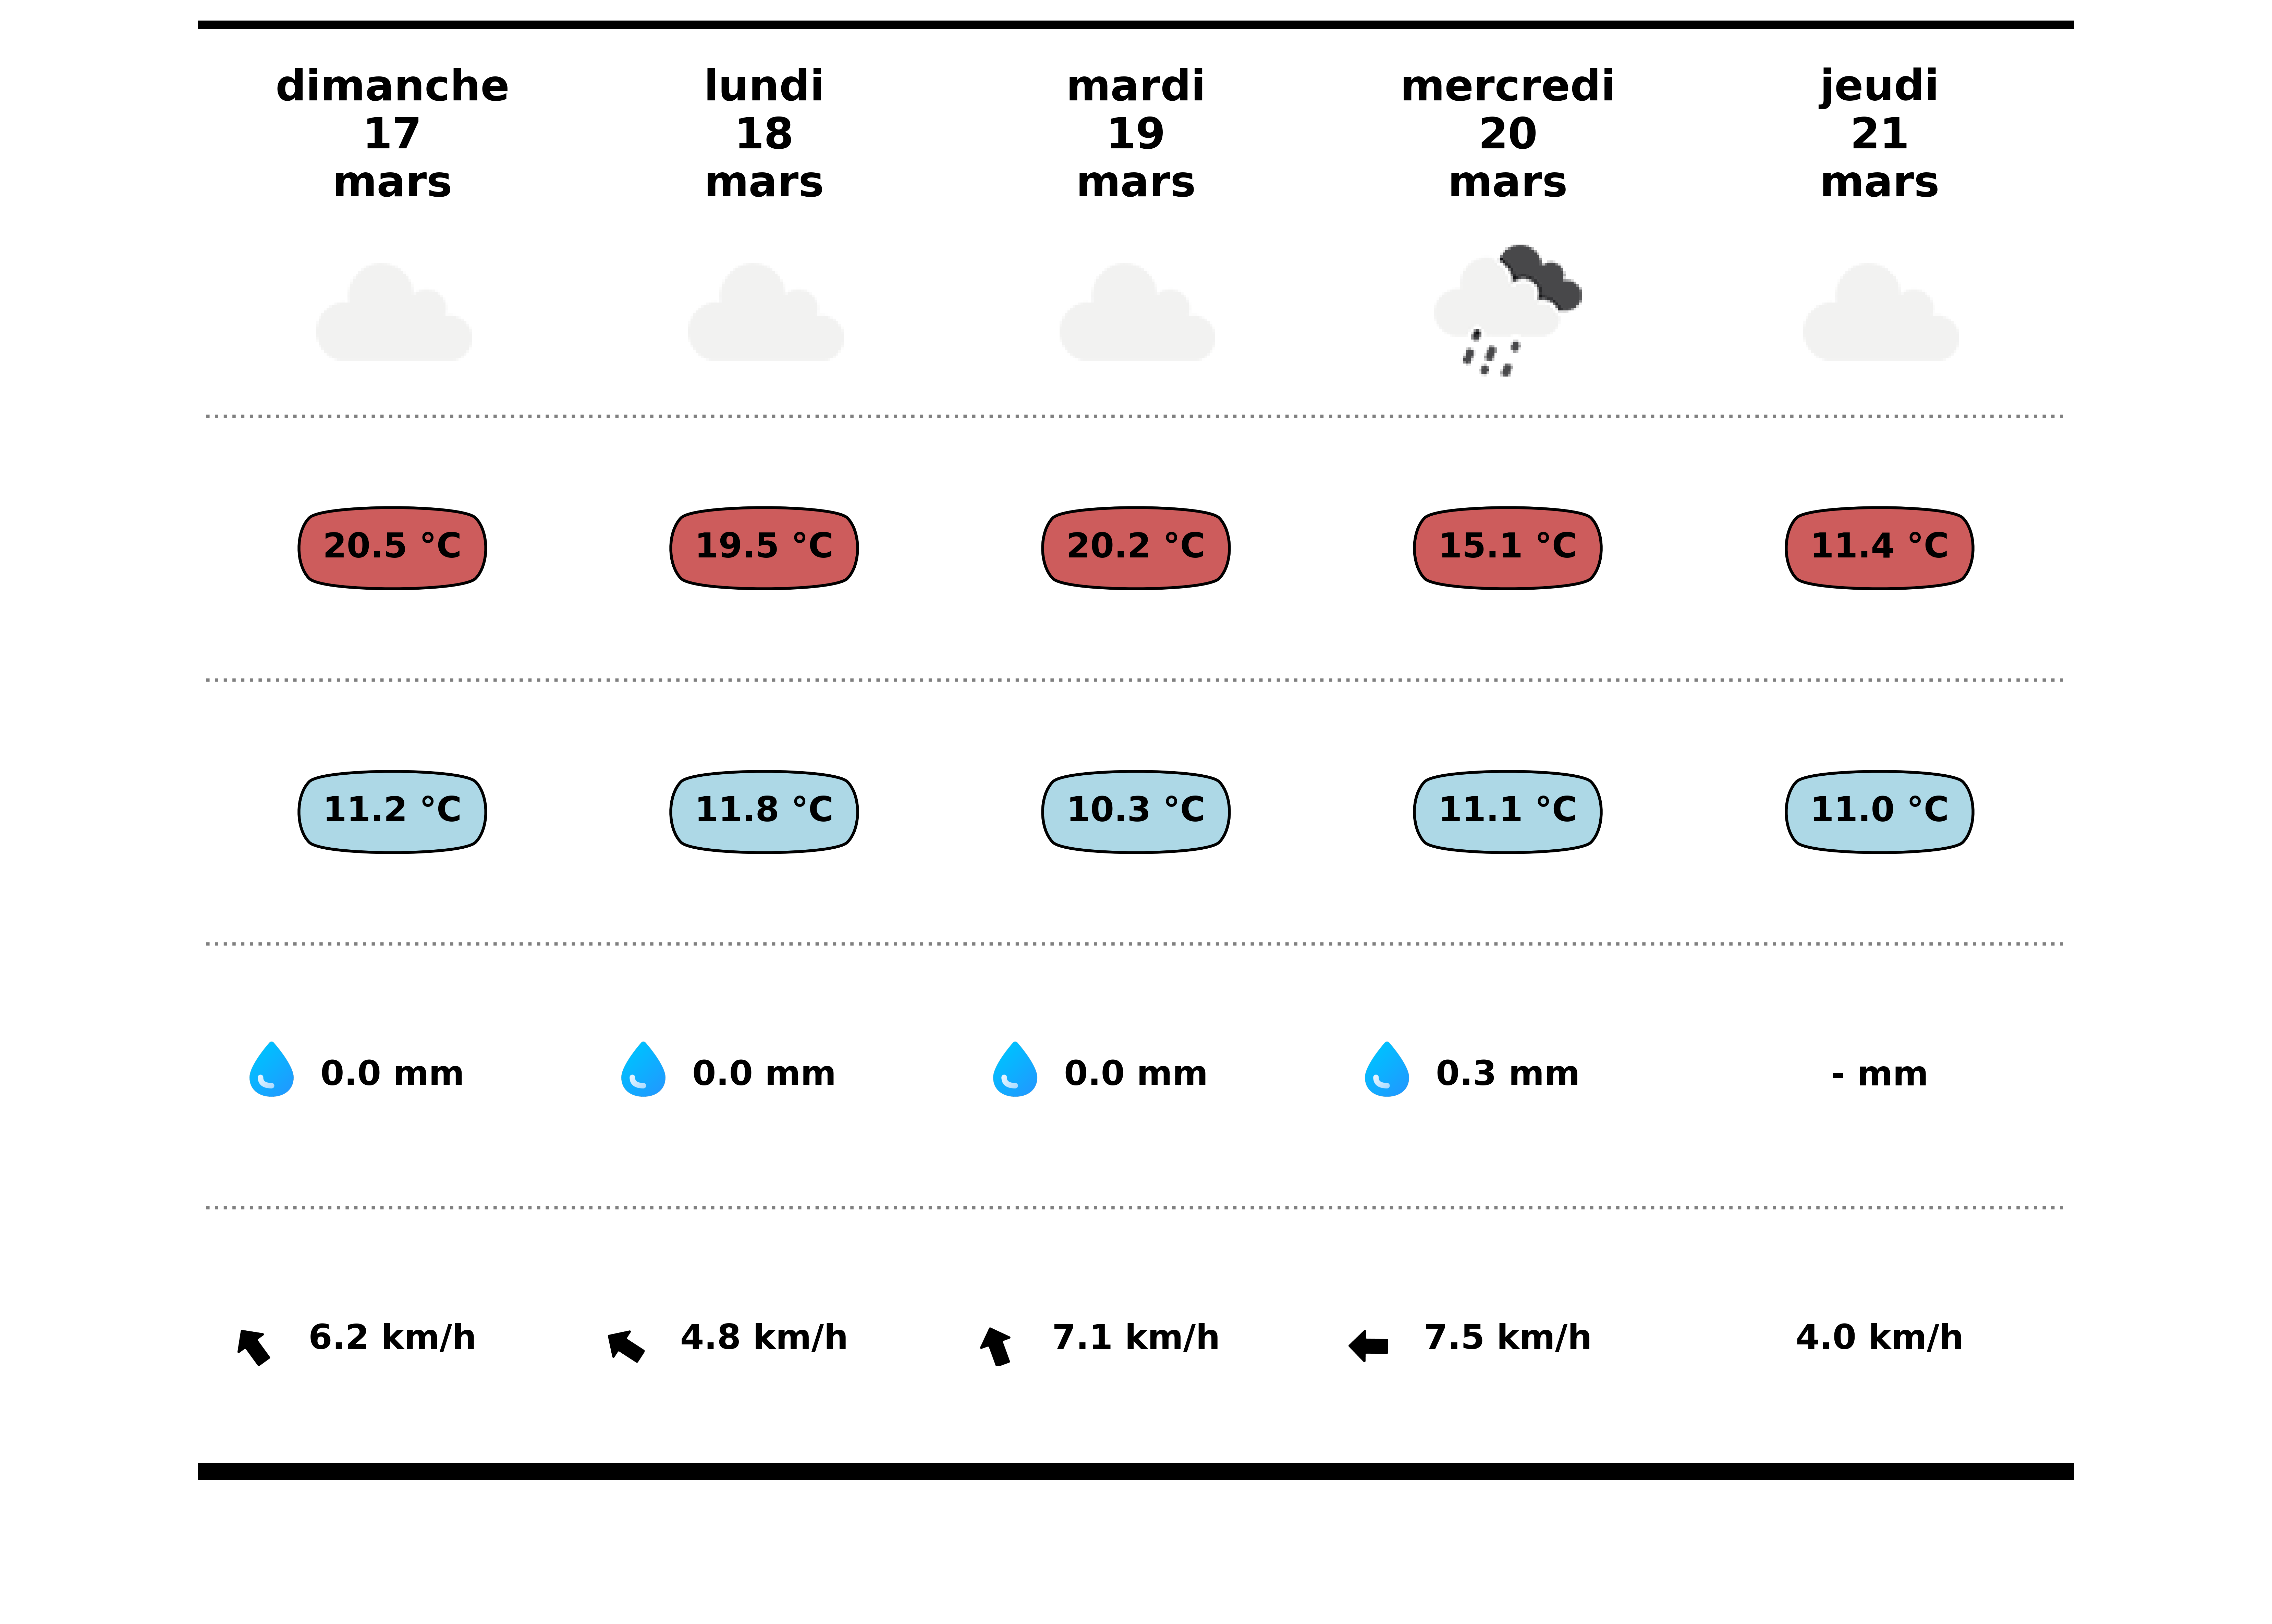 dimanche
17
mars
lundi
18
mars
mardi
19
mars
mercredi
20
mars
jeudi
21
mars
20.5 °C
19.5 °C
20.2 °C
15.1 °C
11.4 °C
11.2 °C
11.8 °C
10.3 °C
11.1 °C
11.0 °C
0.0 mm
0.0 mm
0.0 mm
0.3 mm
- mm
6.2 km/h
4.8 km/h
7.1 km/h
7.5 km/h
4.0 km/h